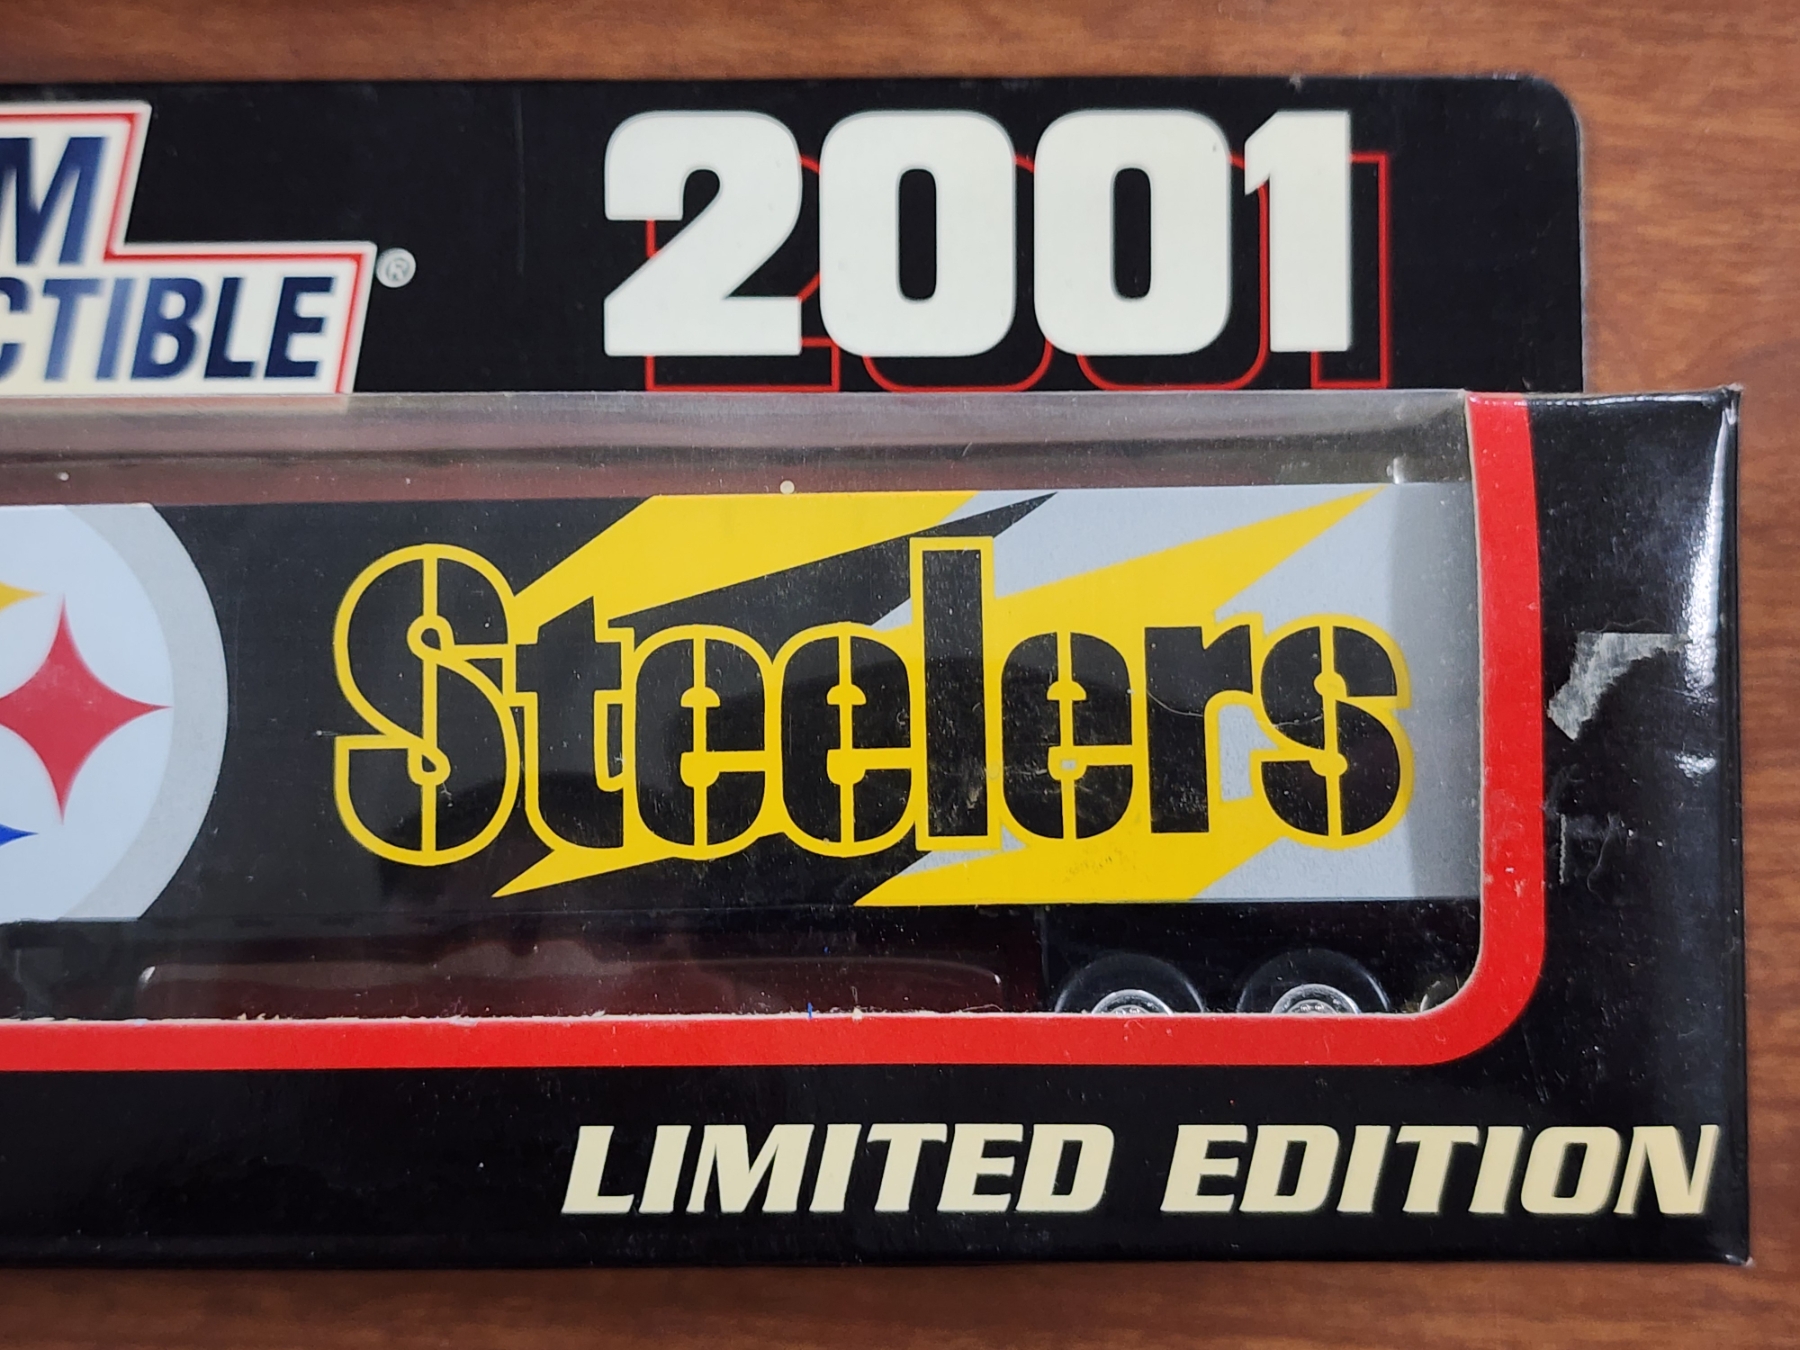 2001
M
CTIBLE®
Steelers
LIMITED EDITION